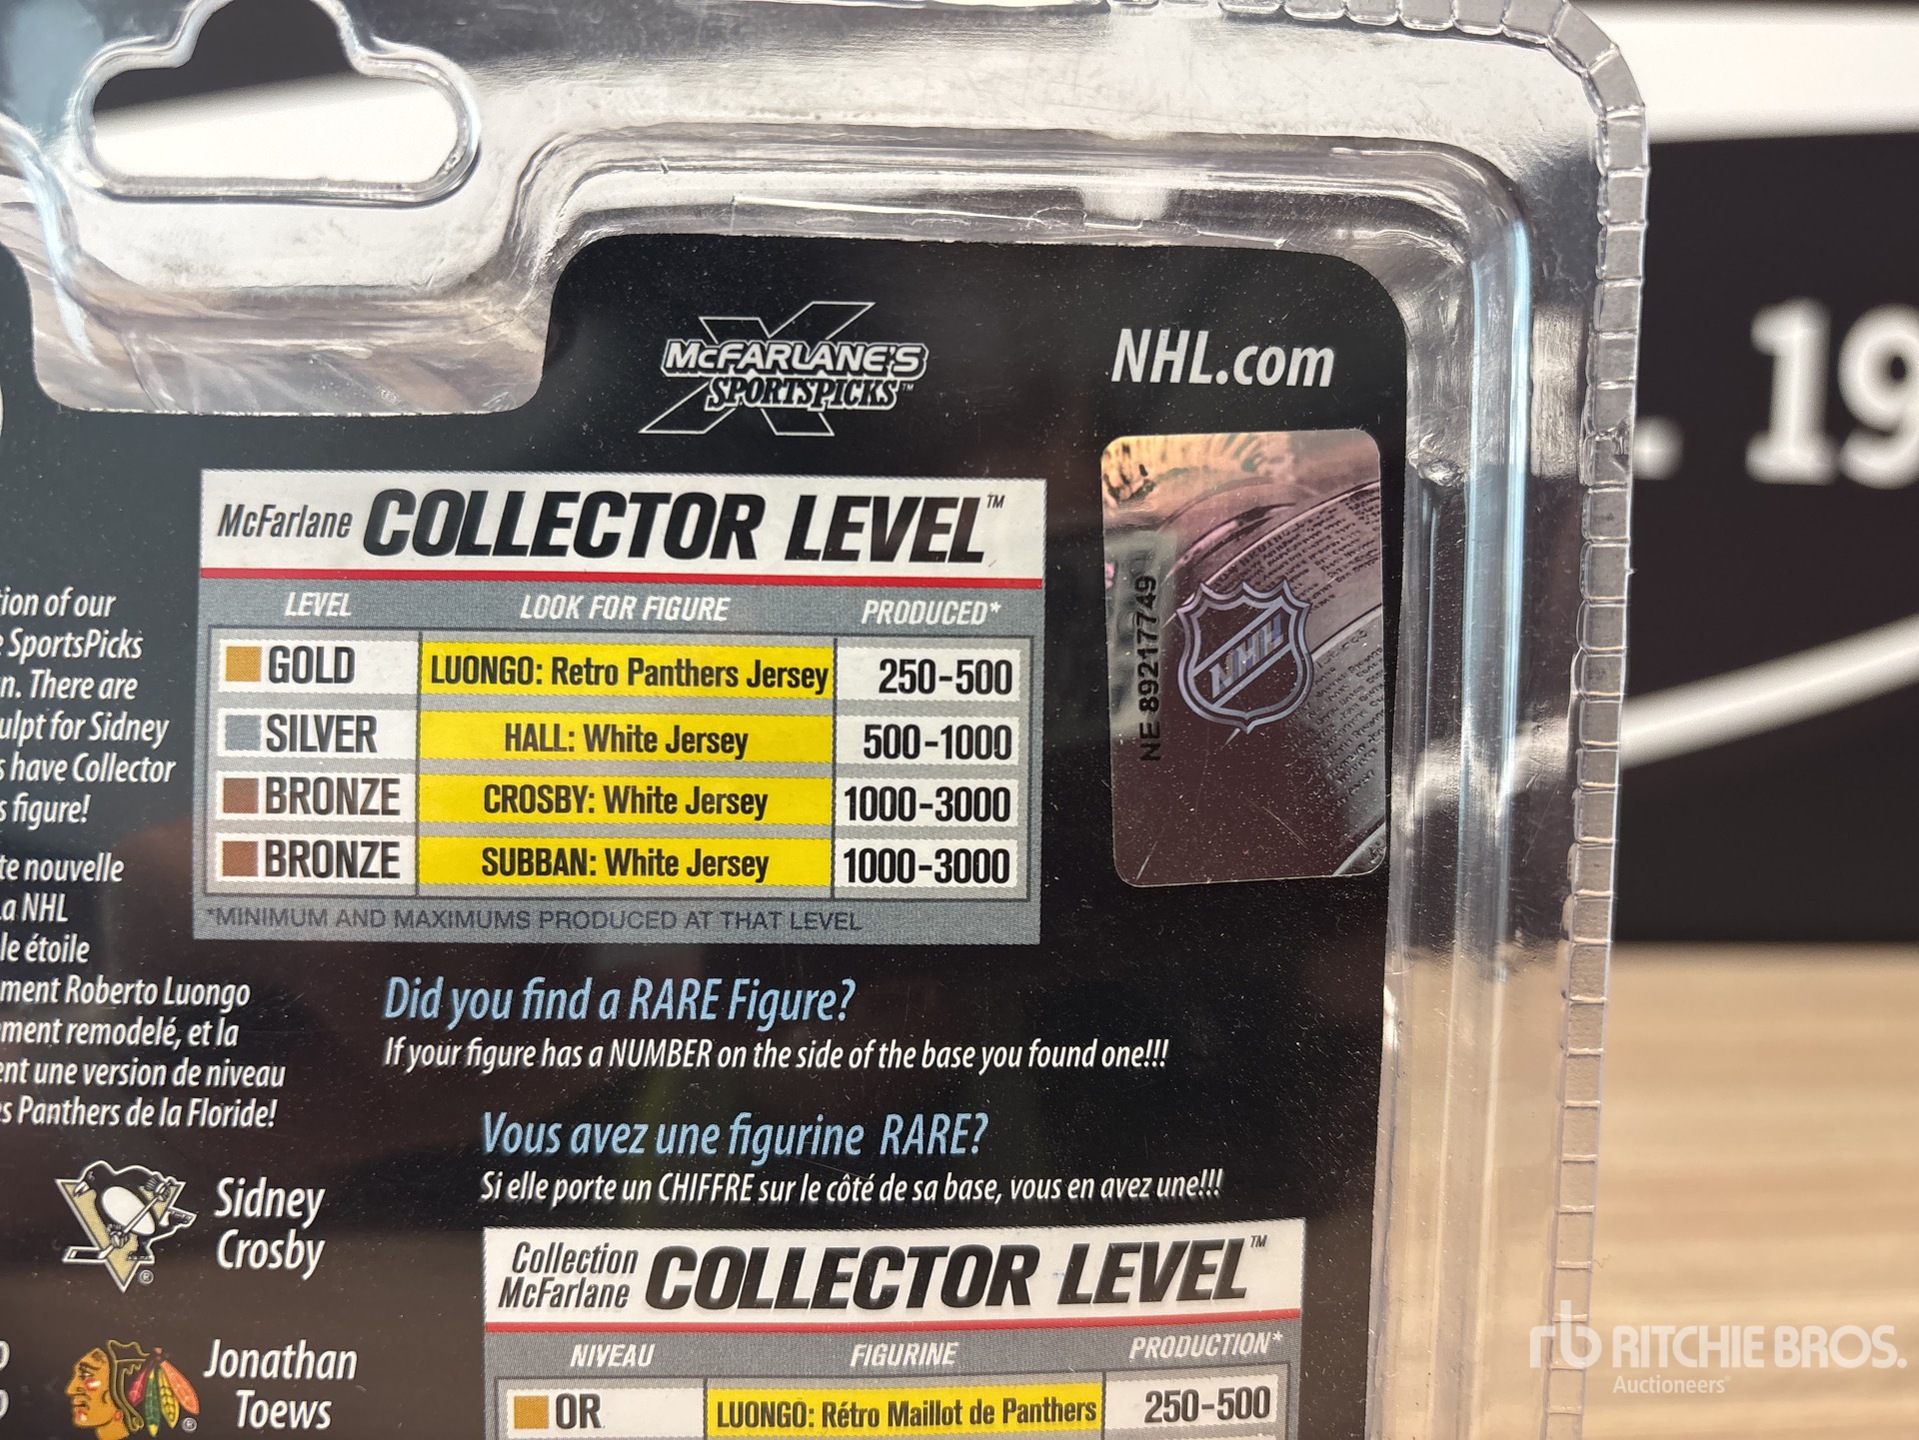 McFARLANE'S
SPORTSPICKS™
NHL.com
McFarlane COLLECTOR LEVEL™
LEVEL LOOK FOR FIGURE PRODUCED*
GOLD LUONGO: Retro Panthers Jersey 250-500
SILVER HALL: White Jersey 500-1000
BRONZE CROSBY: White Jersey 1000-3000
BRONZE SUBBAN: White Jersey 1000-3000
*MINIMUM AND MAXIMUMS PRODUCED AT THAT LEVEL
NE 89217749
NHL
. 19
tion of our
SportsPicks
n. There are
ulpt for Sidney
s have Collector
s figure!
te nouvelle
a NHL
le étoile
ment Roberto Luongo
ment remodelé, et la
ent une version de niveau
s Panthers de la Floride!
Did you find a RARE Figure?
If your figure has a NUMBER on the side of the base you found one!!!
Vous avez une figurine RARE?
Si elle porte un CHIFFRE sur le côté de sa base, vous en avez une!!!
Sidney
Crosby
Jonathan
Toews
Collection
McFarlane COLLECTOR LEVEL™
NIVEAU FIGURINE PRODUCTION*
OR LUONGO: Rétro Maillot de Panthers 250-500
rb RITCHIE BROS.
Auctioneers